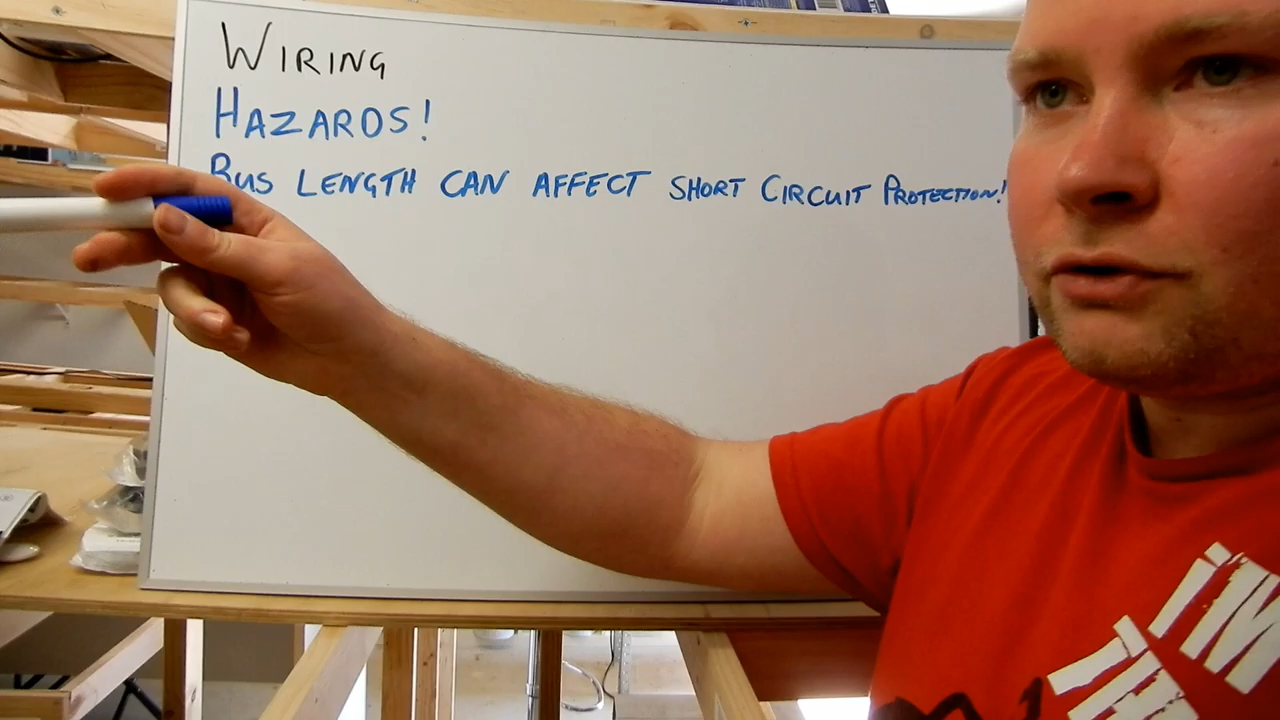 WIRING
HAZARDS!
BUS LENGTH CAN AFFECT SHORT CIRCUIT PROTECTION!
I'M